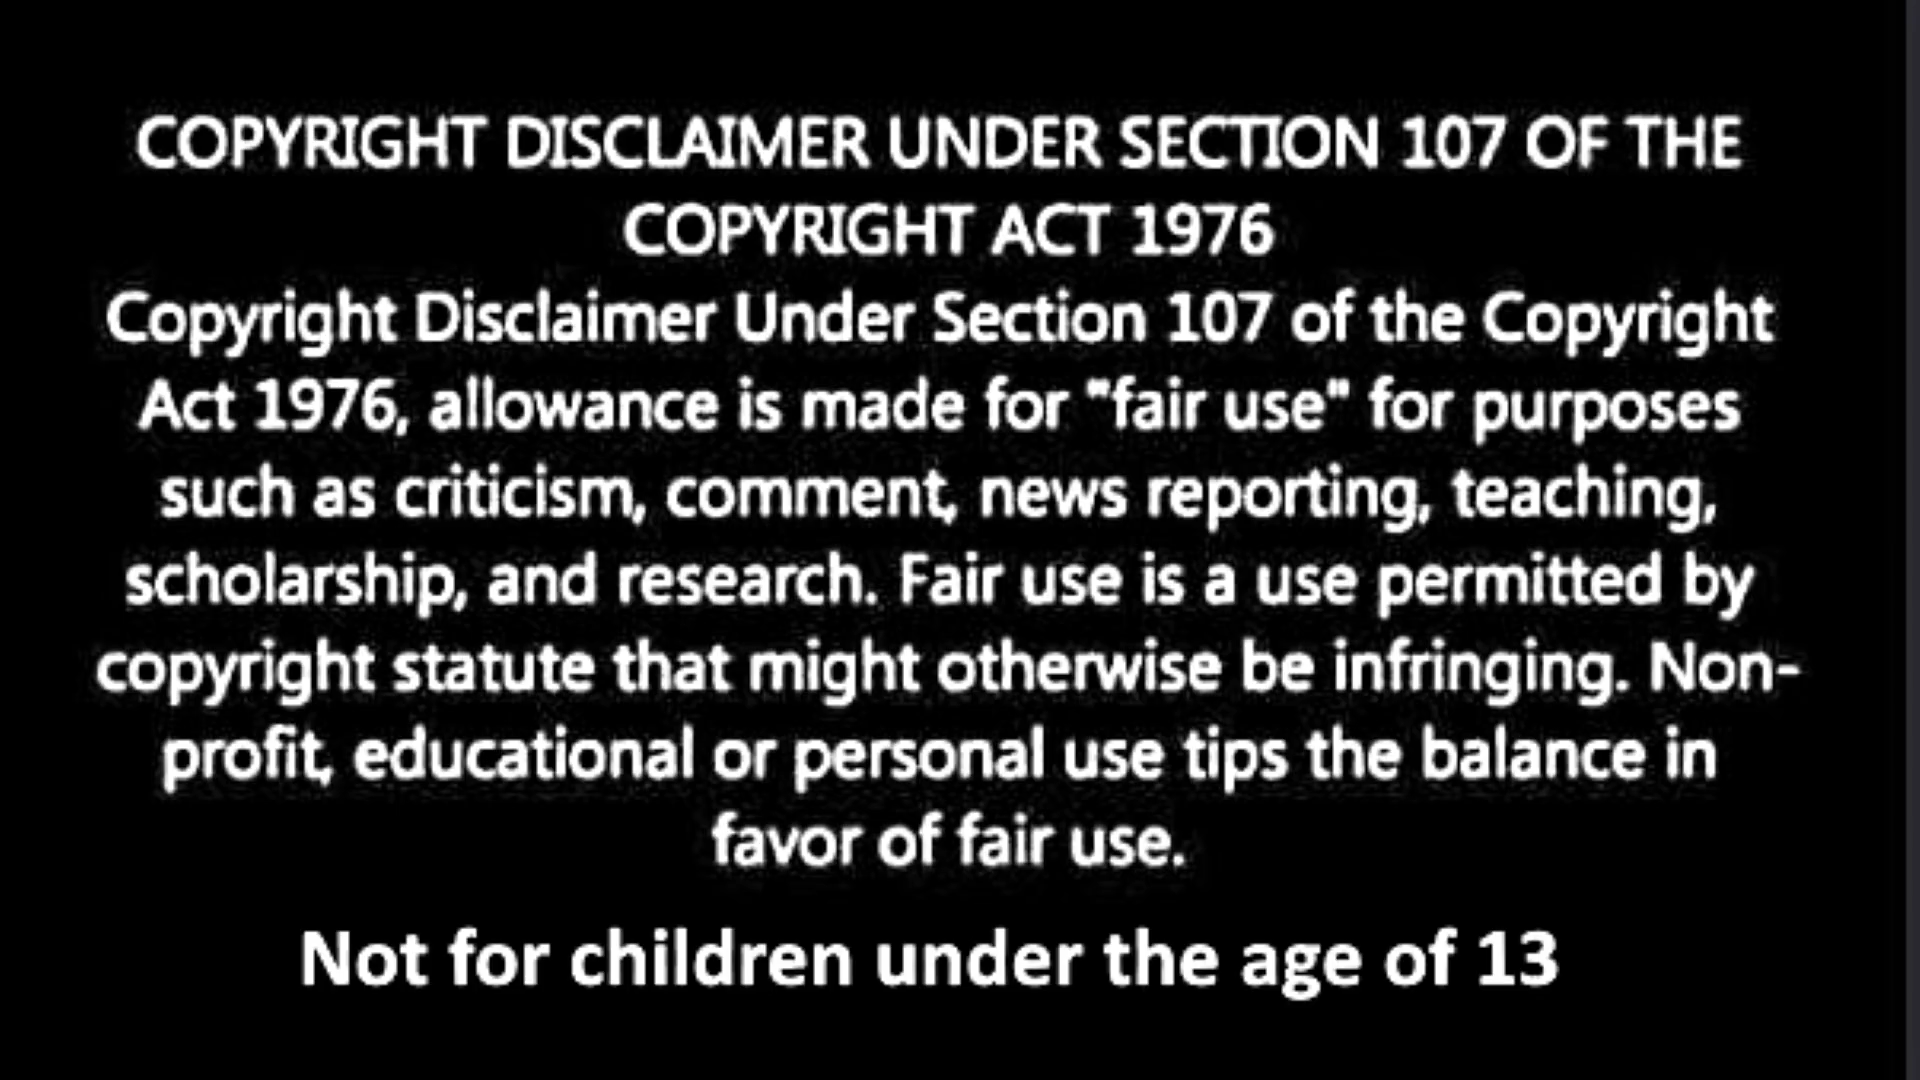 COPYRIGHT DISCLAIMER UNDER SECTION 107 OF THE
COPYRIGHT ACT 1976
Copyright Disclaimer Under Section 107 of the Copyright
Act 1976, allowance is made for "fair use" for purposes
such as criticism, comment, news reporting, teaching,
scholarship, and research. Fair use is a use permitted by
copyright statute that might otherwise be infringing. Non-
profit, educational or personal use tips the balance in
favor of fair use.
Not for children under the age of 13